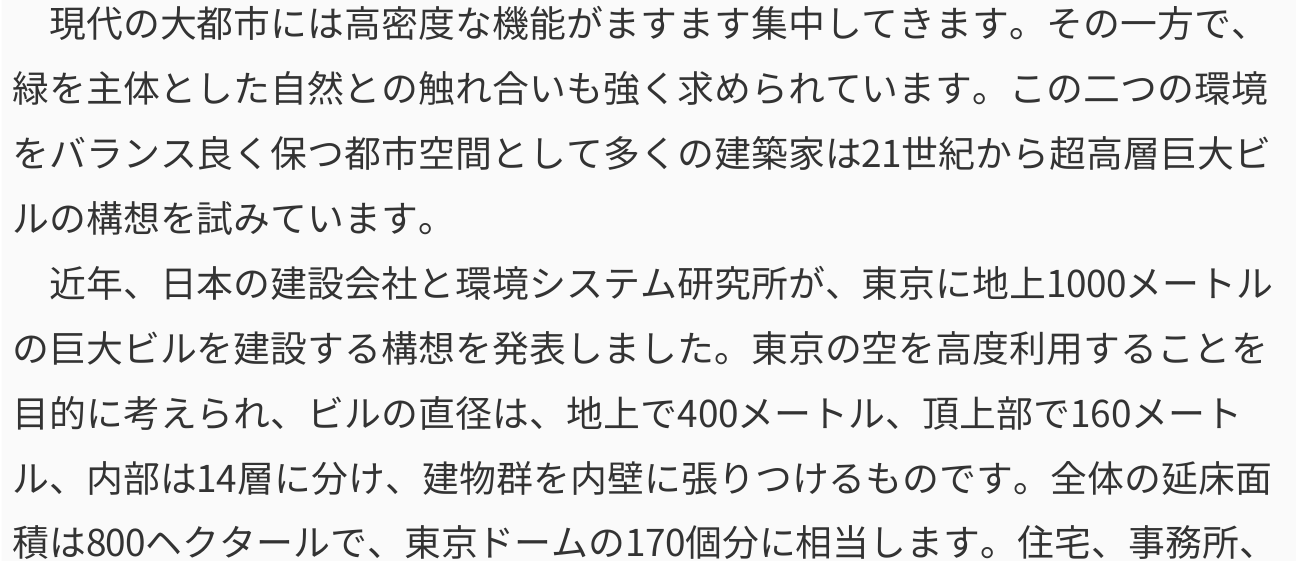 現代の大都市には高密度な機能がますます集中してきます。その一方で、
緑を主体とした自然との触れ合いも強く求められています。この二つの環境
をバランス良く保つ都市空間として多くの建築家は21世紀から超高層巨大ビ
ルの構想を試みています。
　近年、日本の建設会社と環境システム研究所が、東京に地上1000メートル
の巨大ビルを建設する構想を発表しました。東京の空を高度利用することを
目的に考えられ、ビルの直径は、地上で400メートル、頂上部で160メート
ル、内部は14層に分け、建物群を内壁に張りつけるものです。全体の延床面
積は800ヘクタールで、東京ドームの170個分に相当します。住宅、事務所、